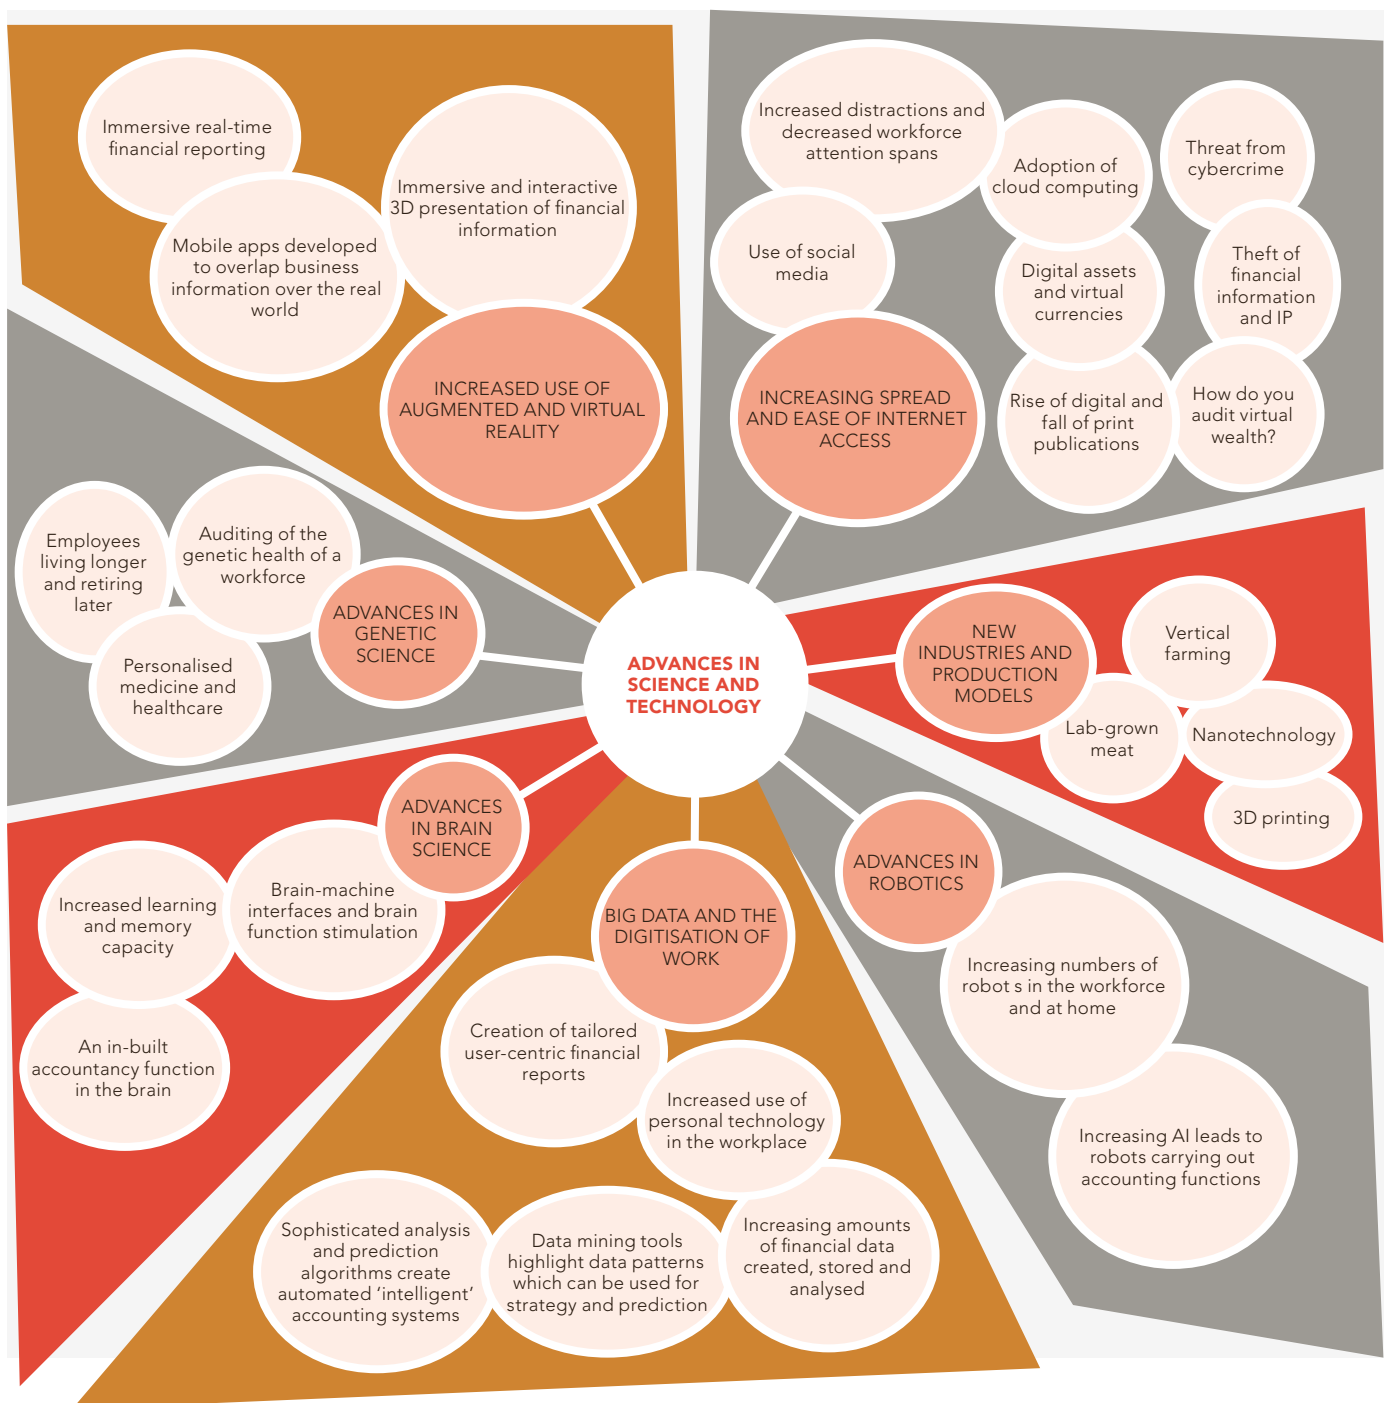 Immersive real-time
financial reporting
Mobile apps developed
to overlap business
information over the real
world
Immersive and interactive
3D presentation of financial
information
INCREASED USE OF
AUGMENTED AND VIRTUAL
REALITY
Increased distractions and
decreased workforce
attention spans
Use of social
media
INCREASING SPREAD
AND EASE OF INTERNET
ACCESS
Adoption of
cloud computing
Digital assets
and virtual
currencies
Rise of digital and
fall of print
publications
Threat from
cybercrime
Theft of
financial
information
and IP
How do you
audit virtual
wealth?
Employees
living longer
and retiring
later
Auditing of the
genetic health of a
workforce
Personalised
medicine and
healthcare
ADVANCES IN
GENETIC
SCIENCE
ADVANCES IN
SCIENCE AND
TECHNOLOGY
NEW
INDUSTRIES AND
PRODUCTION
MODELS
Vertical
farming
Lab-grown
meat
Nanotechnology
3D printing
ADVANCES
IN BRAIN
SCIENCE
Brain-machine
interfaces and brain
function stimulation
Increased learning
and memory
capacity
An in-built
accountancy function
in the brain
BIG DATA AND THE
DIGITISATION OF
WORK
Creation of tailored
user-centric financial
reports
Increased use of
personal technology
in the workplace
Increasing amounts
of financial data
created, stored and
analysed
Data mining tools
highlight data patterns
which can be used for
strategy and prediction
Sophisticated analysis
and prediction
algorithms create
automated ‘intelligent’
accounting systems
ADVANCES IN
ROBOTICS
Increasing numbers of
robot s in the workforce
and at home
Increasing AI leads to
robots carrying out
accounting functions